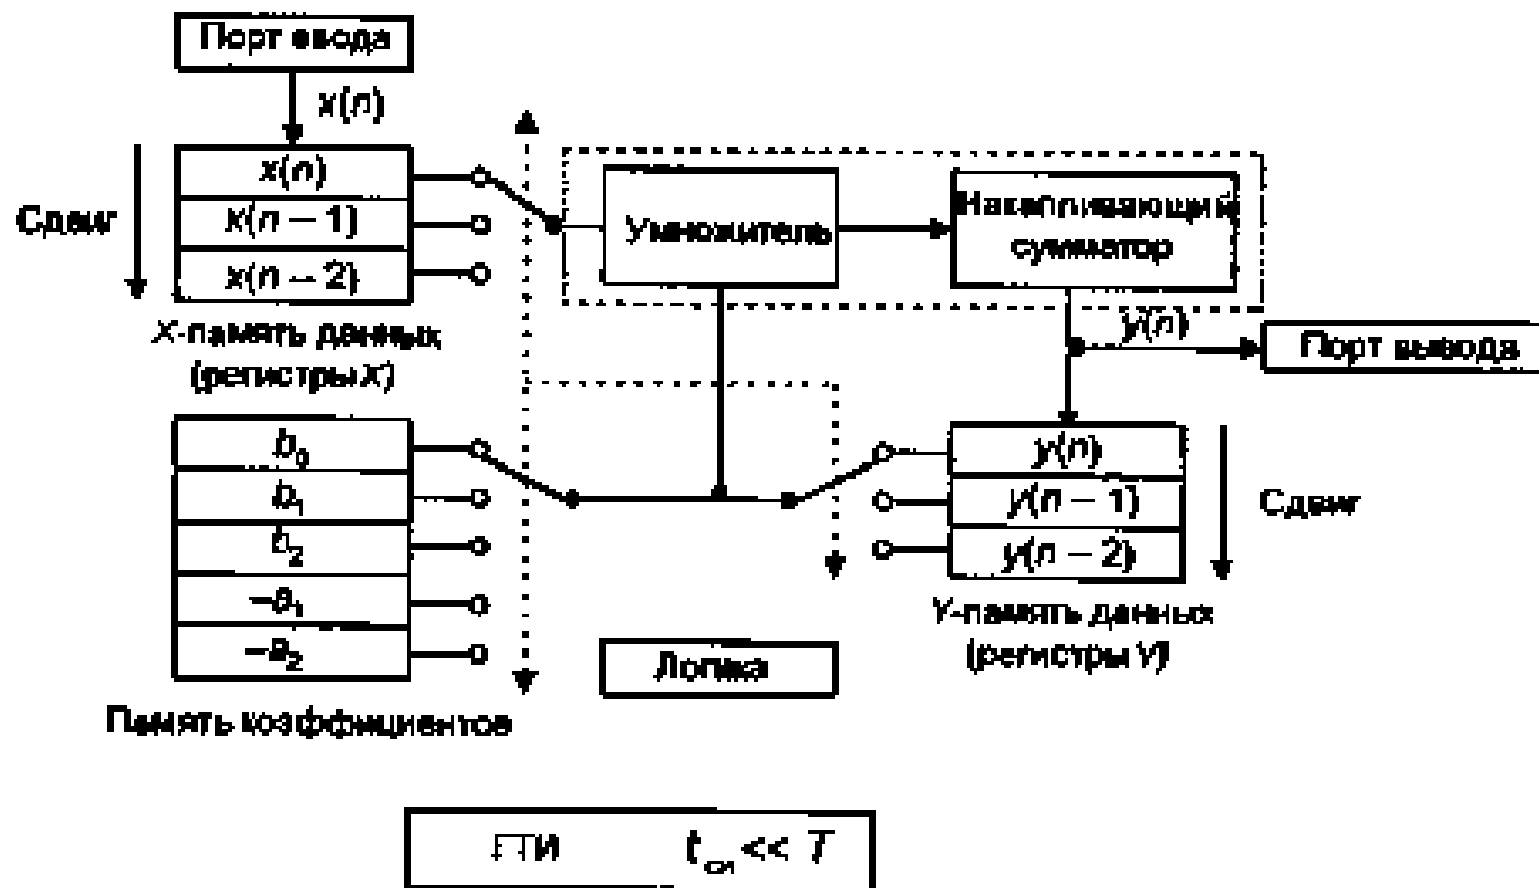 Порт ввода
x(n)
x(n)
x(n − 1)
x(n − 2)
Сдвиг
X-память данных
(регистры X)
Умножитель
Накапливающий
сумматор
y(n)
Порт вывода
b₀
b₁
b₂
−a₁
−a₂
Память коэффициентов
y(n)
y(n − 1)
y(n − 2)
Сдвиг
Y-память данных
(регистры Y)
Логика
ГТИ t << T